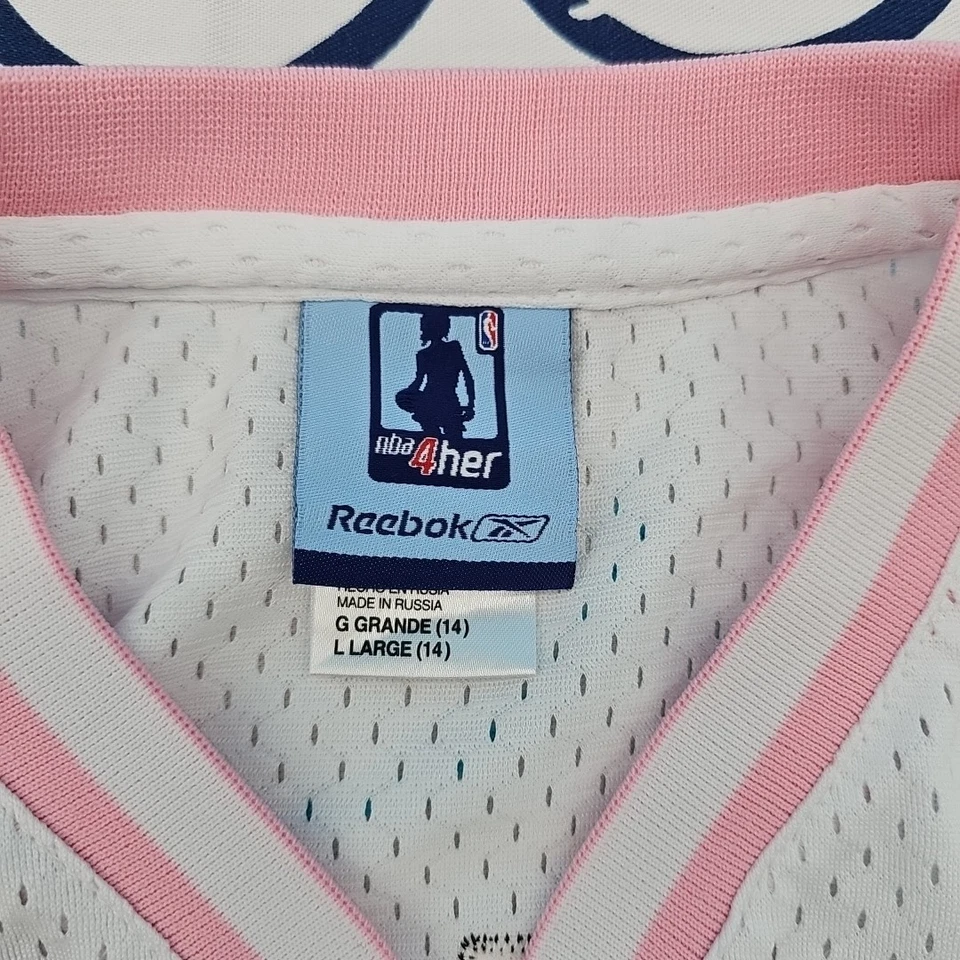 nba4her
Reebok
HECHO EN RUSIA
MADE IN RUSSIA
G GRANDE (14)
L LARGE (14)